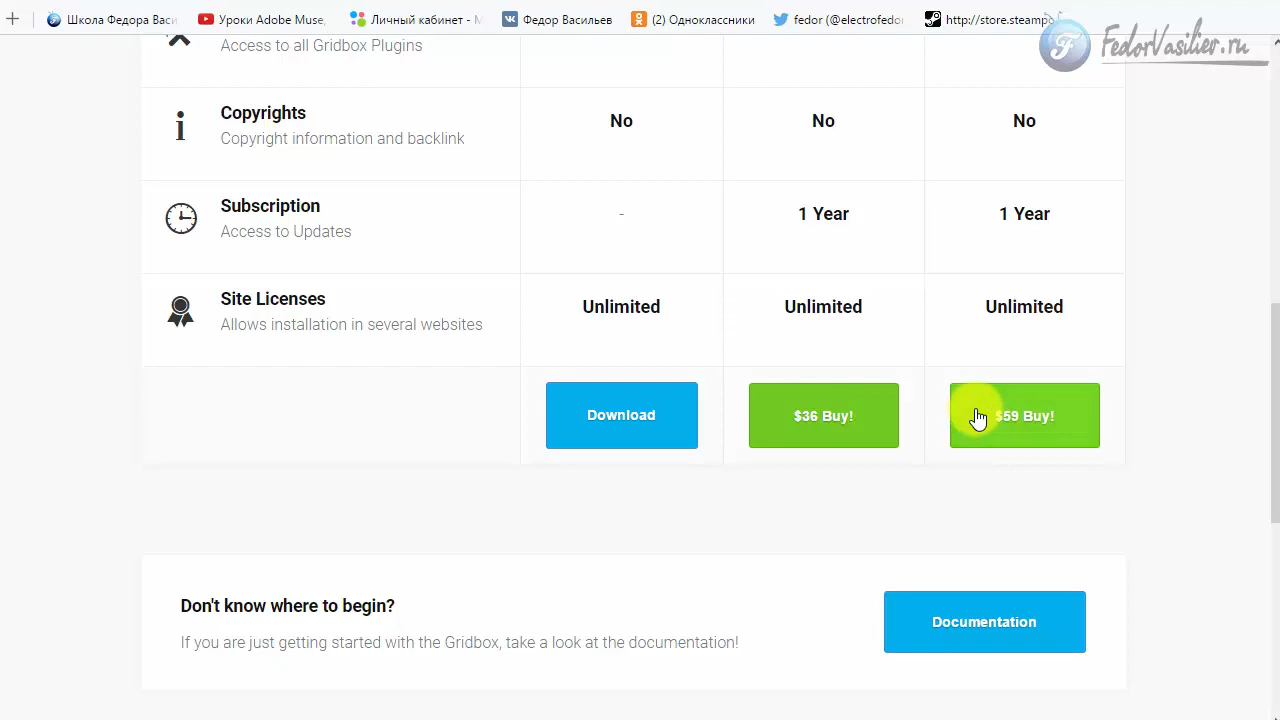 Школа Федора Васи
Уроки Adobe Muse,
Личный кабинет - М
Федор Васильев
(2) Одноклассники
fedor (@electrofedor
http://store.steampo
FedorVasiliev.ru
Access to all Gridbox Plugins
Copyrights
Copyright information and backlink
No No No
Subscription
Access to Updates
- 1 Year 1 Year
Site Licenses
Allows installation in several websites
Unlimited Unlimited Unlimited
Download $36 Buy! $59 Buy!
Don't know where to begin?
If you are just getting started with the Gridbox, take a look at the documentation!
Documentation